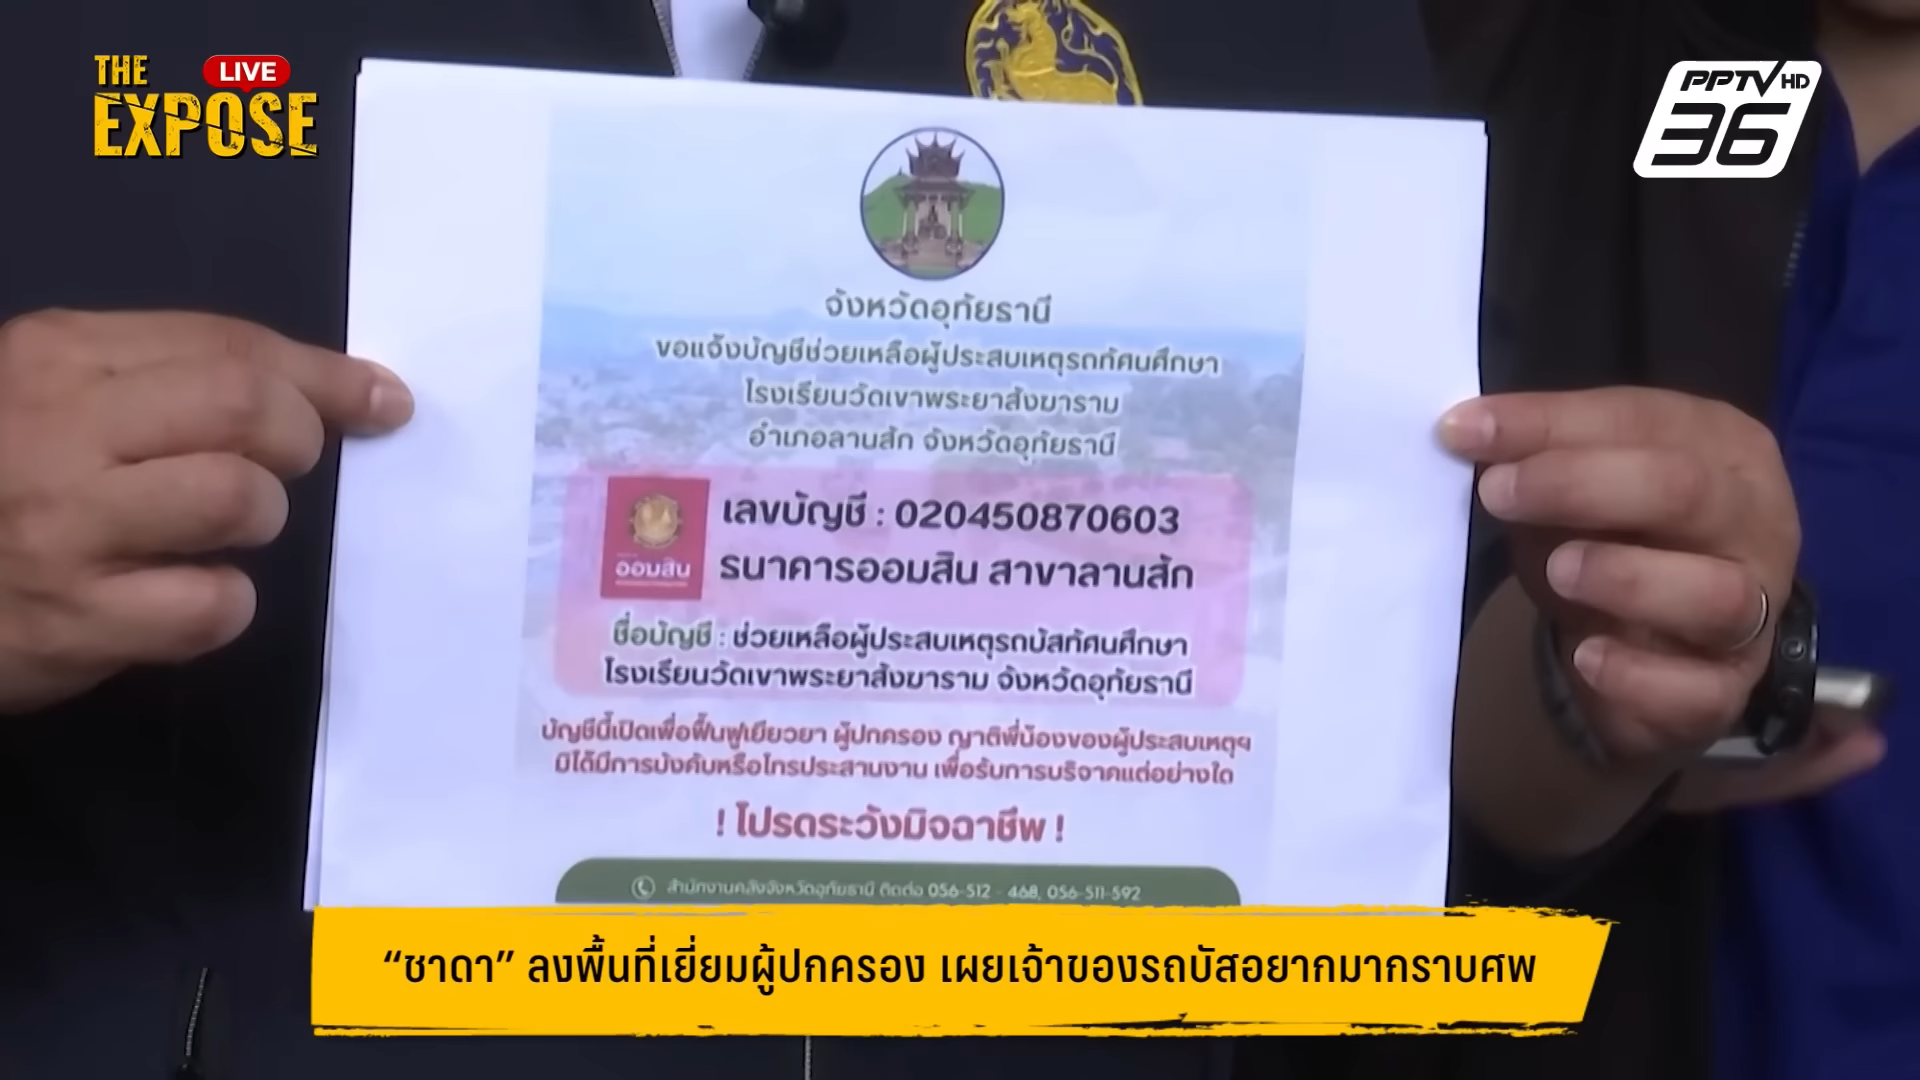 THE
LIVE
EXPOSE
PPTV HD
36
จังหวัดอุทัยธานี
ขอแจ้งบัญชีช่วยเหลือผู้ประสบเหตุรถทัศนศึกษา
โรงเรียนวัดเขาพระยาสังฆาราม
อำเภอลานสัก จังหวัดอุทัยธานี
เลขบัญชี : 020450870603
ออมสิน
ธนาคารออมสิน สาขาลานสัก
ชื่อบัญชี : ช่วยเหลือผู้ประสบเหตุรถบัสทัศนศึกษา
โรงเรียนวัดเขาพระยาสังฆาราม จังหวัดอุทัยธานี
บัญชีนี้เปิดเพื่อฟื้นฟูเยียวยา ผู้ปกครอง ญาติพี่น้องของผู้ประสบเหตุฯ
มิได้มีการบังคับหรือโทรประสานงาน เพื่อรับการบริจาคแต่อย่างใด
! โปรดระวังมิจฉาชีพ !
สำนักงานคลังจังหวัดอุทัยธานี ติดต่อ 056-512 - 468, 056-511-592
“ชาดา” ลงพื้นที่เยี่ยมผู้ปกครอง เผยเจ้าของรถบัสอยากมากราบศพ